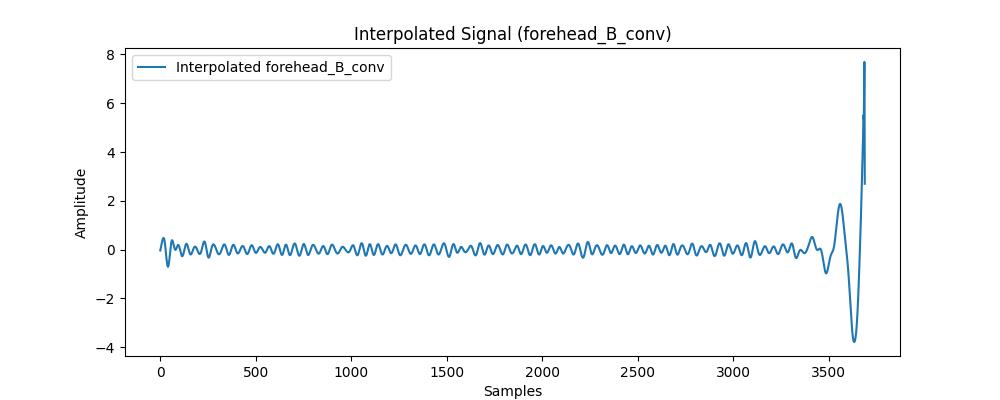 Interpolated Signal (forehead_B_conv)
Interpolated forehead_B_conv
8
6
4
2
0
−2
−4
Amplitude
0 500 1000 1500 2000 2500 3000 3500
Samples